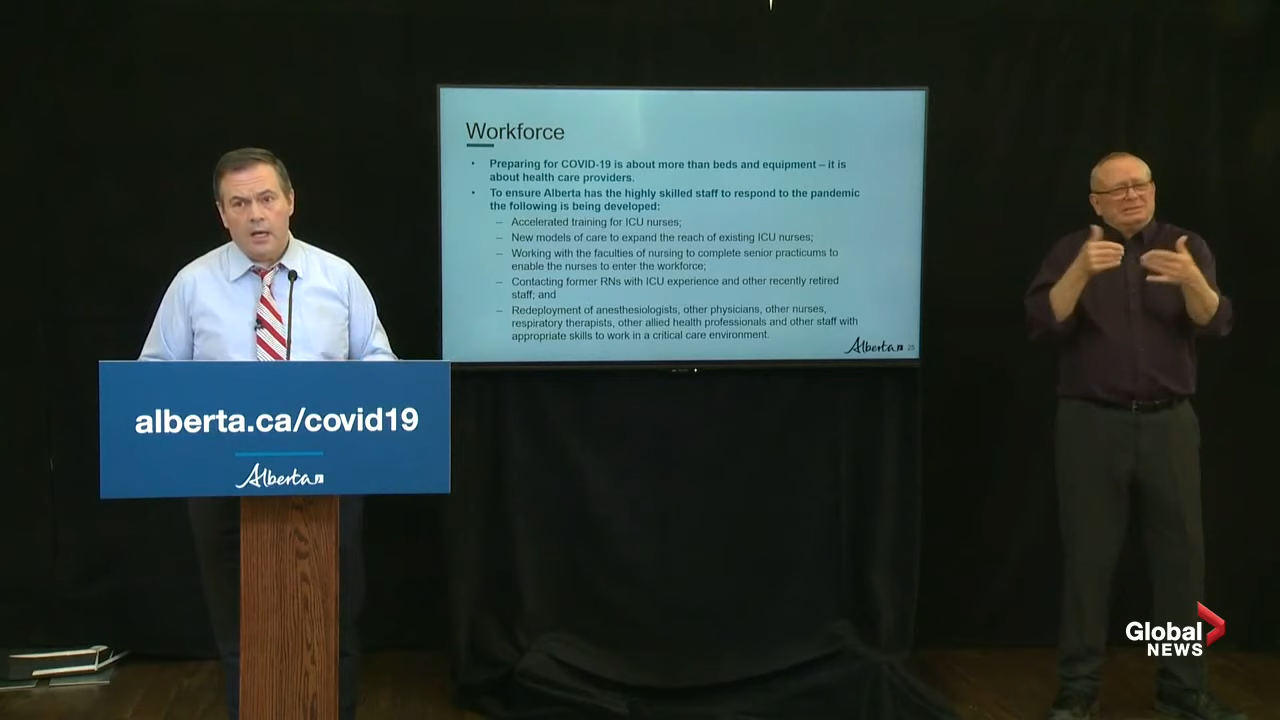 Workforce
• Preparing for COVID-19 is about more than beds and equipment – it is
about health care providers.
• To ensure Alberta has the highly skilled staff to respond to the pandemic
the following is being developed:
– Accelerated training for ICU nurses;
– New models of care to expand the reach of existing ICU nurses;
– Working with the faculties of nursing to complete senior practicums to
enable the nurses to enter the workforce;
– Contacting former RNs with ICU experience and other recently retired
staff; and
– Redeployment of anesthesiologists, other physicians, other nurses,
respiratory therapists, other allied health professionals and other staff with
appropriate skills to work in a critical care environment.
Alberta 25
alberta.ca/covid19
Alberta
Global
NEWS